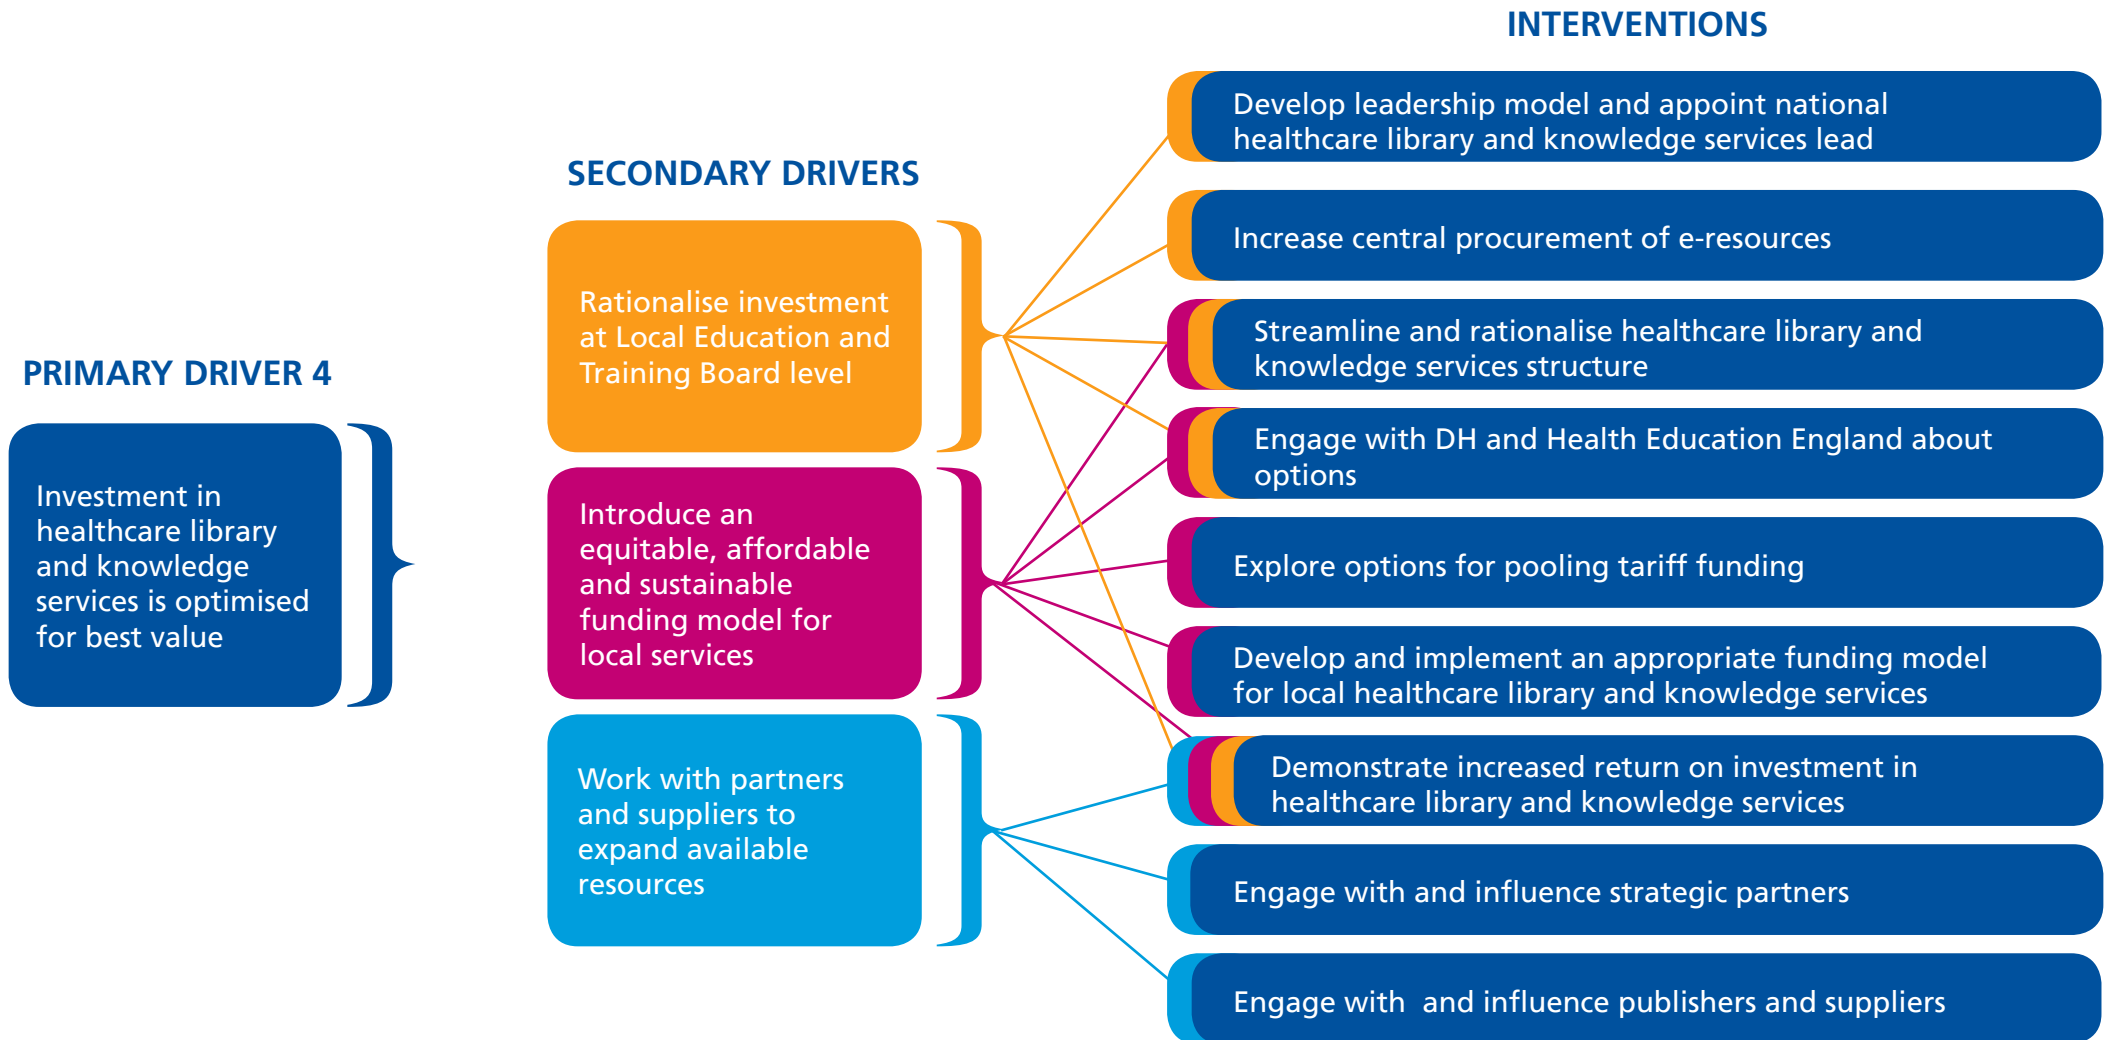 PRIMARY DRIVER 4
Investment in
healthcare library
and knowledge
services is optimised
for best value
SECONDARY DRIVERS
Rationalise investment
at Local Education and
Training Board level
Introduce an
equitable, affordable
and sustainable
funding model for
local services
Work with partners
and suppliers to
expand available
resources
INTERVENTIONS
Develop leadership model and appoint national
healthcare library and knowledge services lead
Increase central procurement of e-resources
Streamline and rationalise healthcare library and
knowledge services structure
Engage with DH and Health Education England about
options
Explore options for pooling tariff funding
Develop and implement an appropriate funding model
for local healthcare library and knowledge services
Demonstrate increased return on investment in
healthcare library and knowledge services
Engage with and influence strategic partners
Engage with  and influence publishers and suppliers